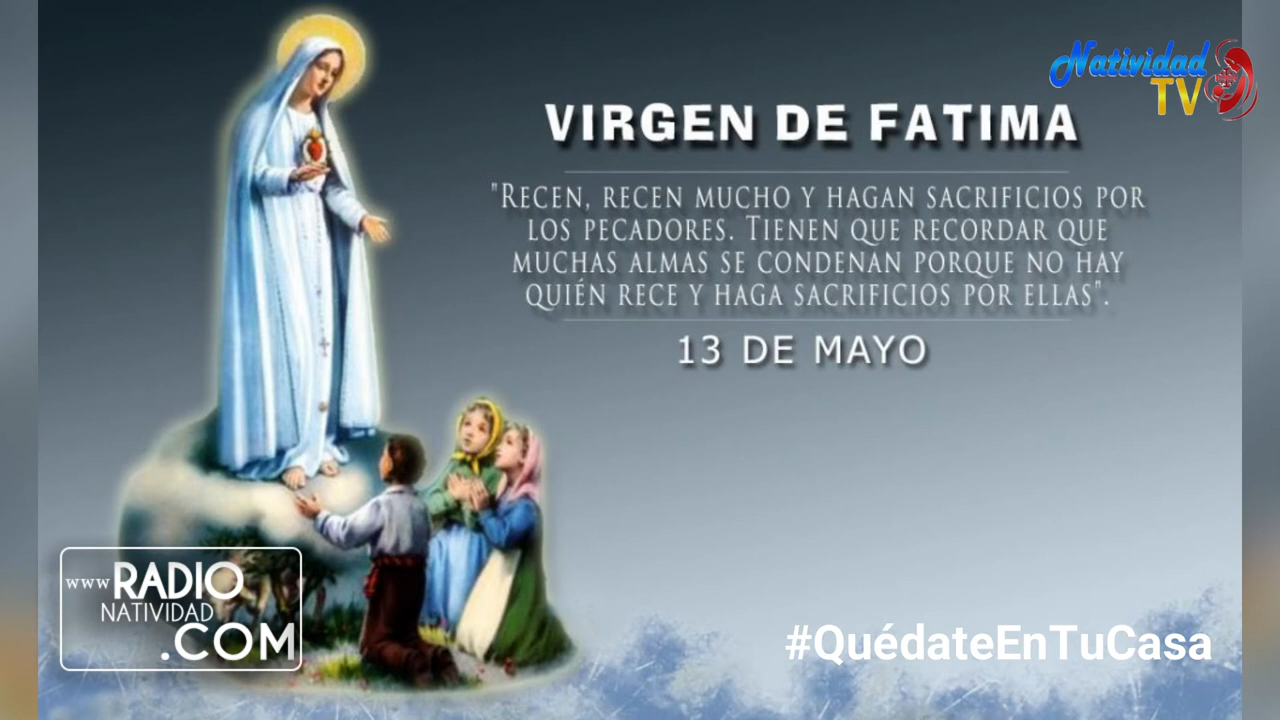 Natividad
TV
VIRGEN DE FATIMA
"RECEN, RECEN MUCHO Y HAGAN SACRIFICIOS POR
LOS PECADORES. TIENEN QUE RECORDAR QUE
MUCHAS ALMAS SE CONDENAN PORQUE NO HAY
QUIÉN RECE Y HAGA SACRIFICIOS POR ELLAS".
13 DE MAYO
www RADIO
NATIVIDAD
.COM
#QuédateEnTuCasa